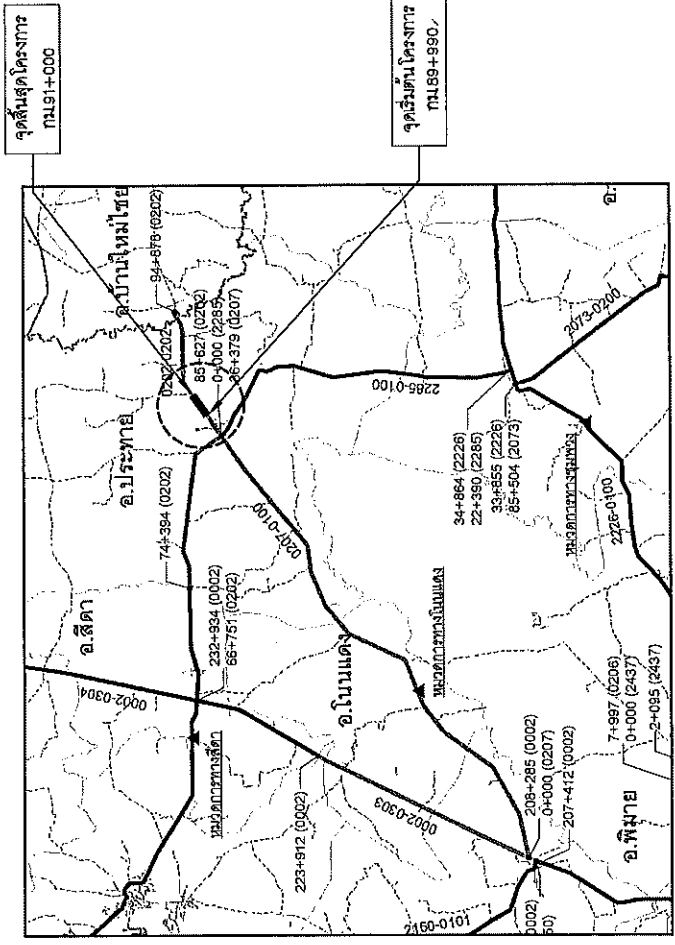 จุดสิ้นสุดโครงการ
กม.91+000
จุดเริ่มต้นโครงการ
กม.89+990
อ.บ้านใหม่ไชย
94+878 (0202)
0202-0202
85+627 (0202)
0+000 (2285)
36+379 (0207)
อ.ประทาย
74+394 (0202)
อ.สีดา
232+934 (0002)
66+751 (0202)
0002-0304
หมวดการทางสีดา
0207-0100
2285-0100
อ.
2073-0200
34+864 (2226)
22+390 (2285)
33+855 (2226)
85+504 (2073)
หมวดการทางชุมพวง
2226-0100
อ.โนนแดง
หมวดการทางโนนแดง
223+912 (0002)
0002-0303
208+285 (0002)
0+000 (0207)
207+412 (0002)
7+997 (0206)
0+000 (2437)
2+095 (2437)
อ.พิมาย
2160-0101
0002)
50)